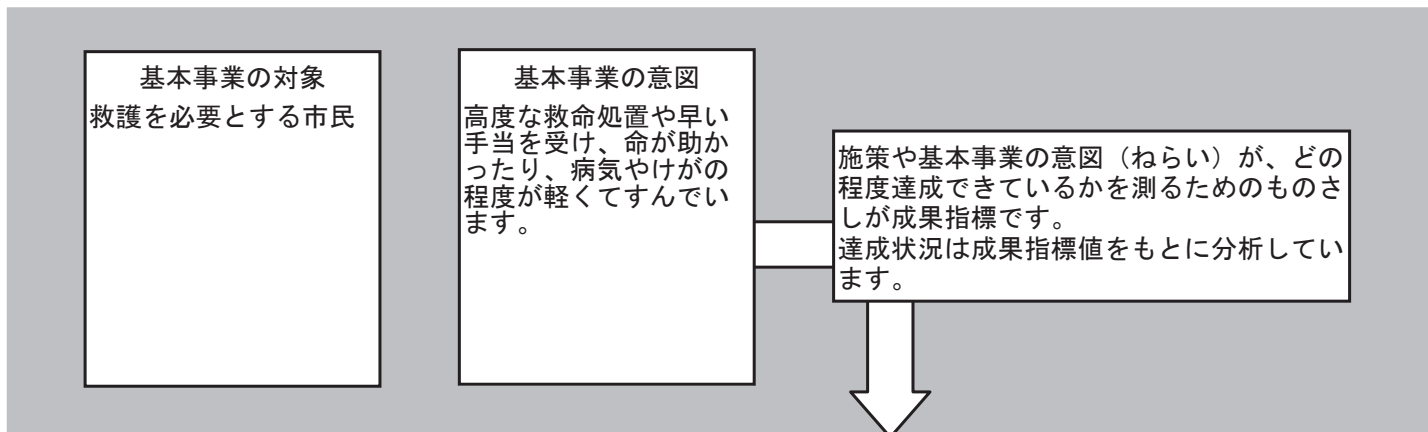 基本事業の対象
救護を必要とする市民
基本事業の意図
高度な救命処置や早い
手当を受け、命が助か
ったり、病気やけがの
程度が軽くてすんでい
ます。
施策や基本事業の意図（ねらい）が、どの
程度達成できているかを測るためのものさ
しが成果指標です。
達成状況は成果指標値をもとに分析してい
ます。